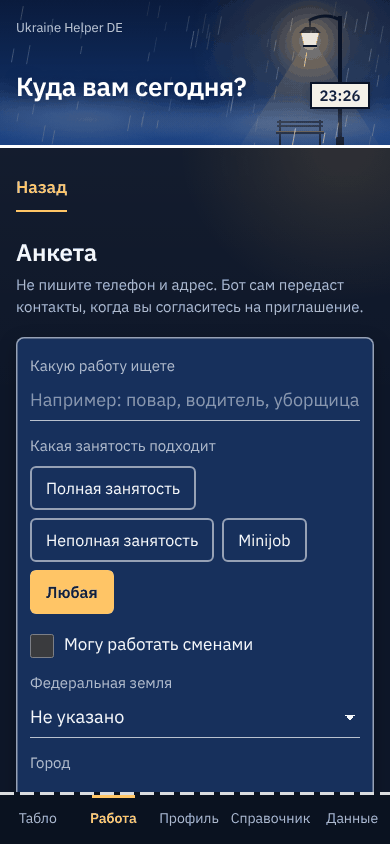 Ukraine Helper DE
Куда вам сегодня?
23:26
Назад
Анкета
Не пишите телефон и адрес. Бот сам передаст
контакты, когда вы согласитесь на приглашение.
Какую работу ищете
Например: повар, водитель, уборщица
Какая занятость подходит
Полная занятость
Неполная занятость
Minijob
Любая
Могу работать сменами
Федеральная земля
Не указано
Город
Табло Работа Профиль Справочник Данные